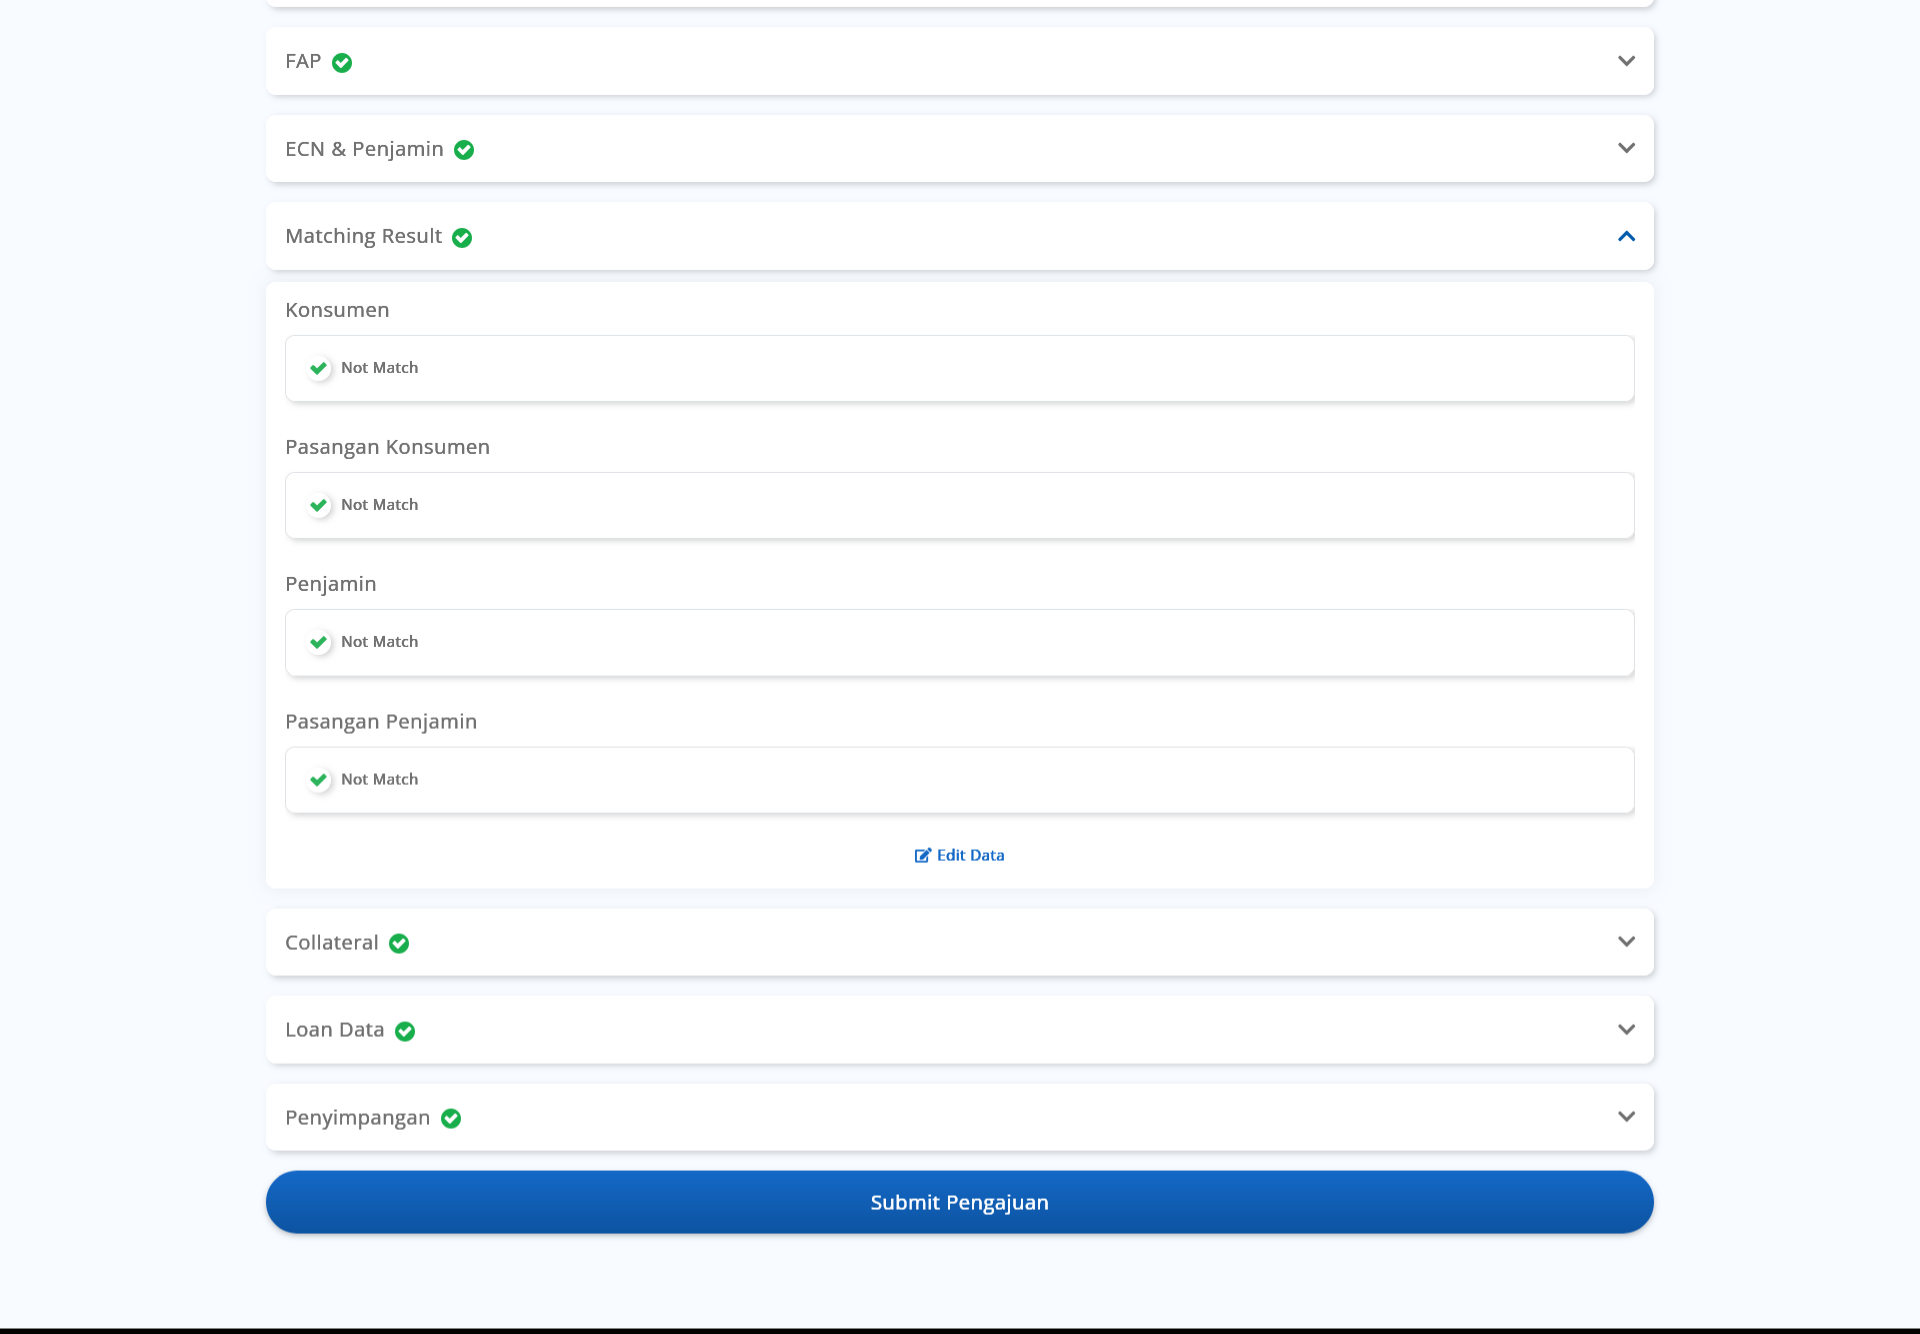 FAP
ECN & Penjamin
Matching Result
Konsumen
Not Match
Pasangan Konsumen
Not Match
Penjamin
Not Match
Pasangan Penjamin
Not Match
Edit Data
Collateral
Loan Data
Penyimpangan
Submit Pengajuan